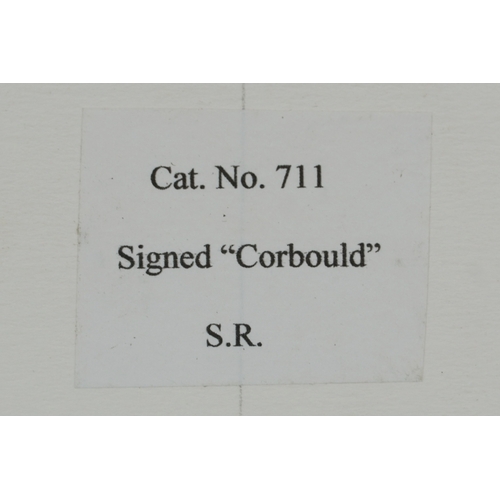 Cat. No. 711
Signed “Corbould”
S.R.